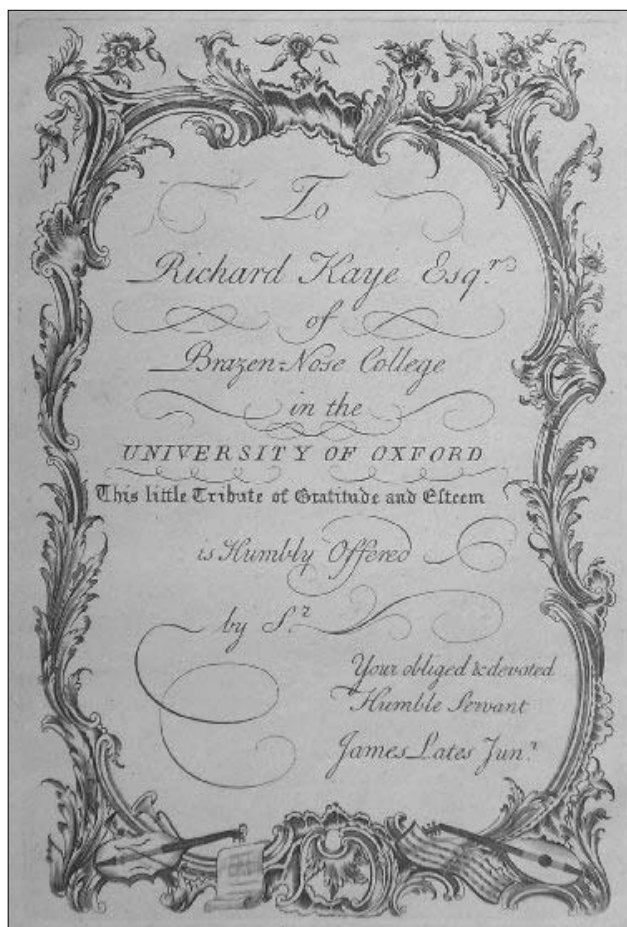 To
Richard Kaye Esq.r
of
Brazen-Nose College
in the
UNIVERSITY OF OXFORD
This little Tribute of Gratitude and Eſteem
is Humbly Offered
by S.r
Your obliged & devoted
Humble Servant
James Lates Jun.r